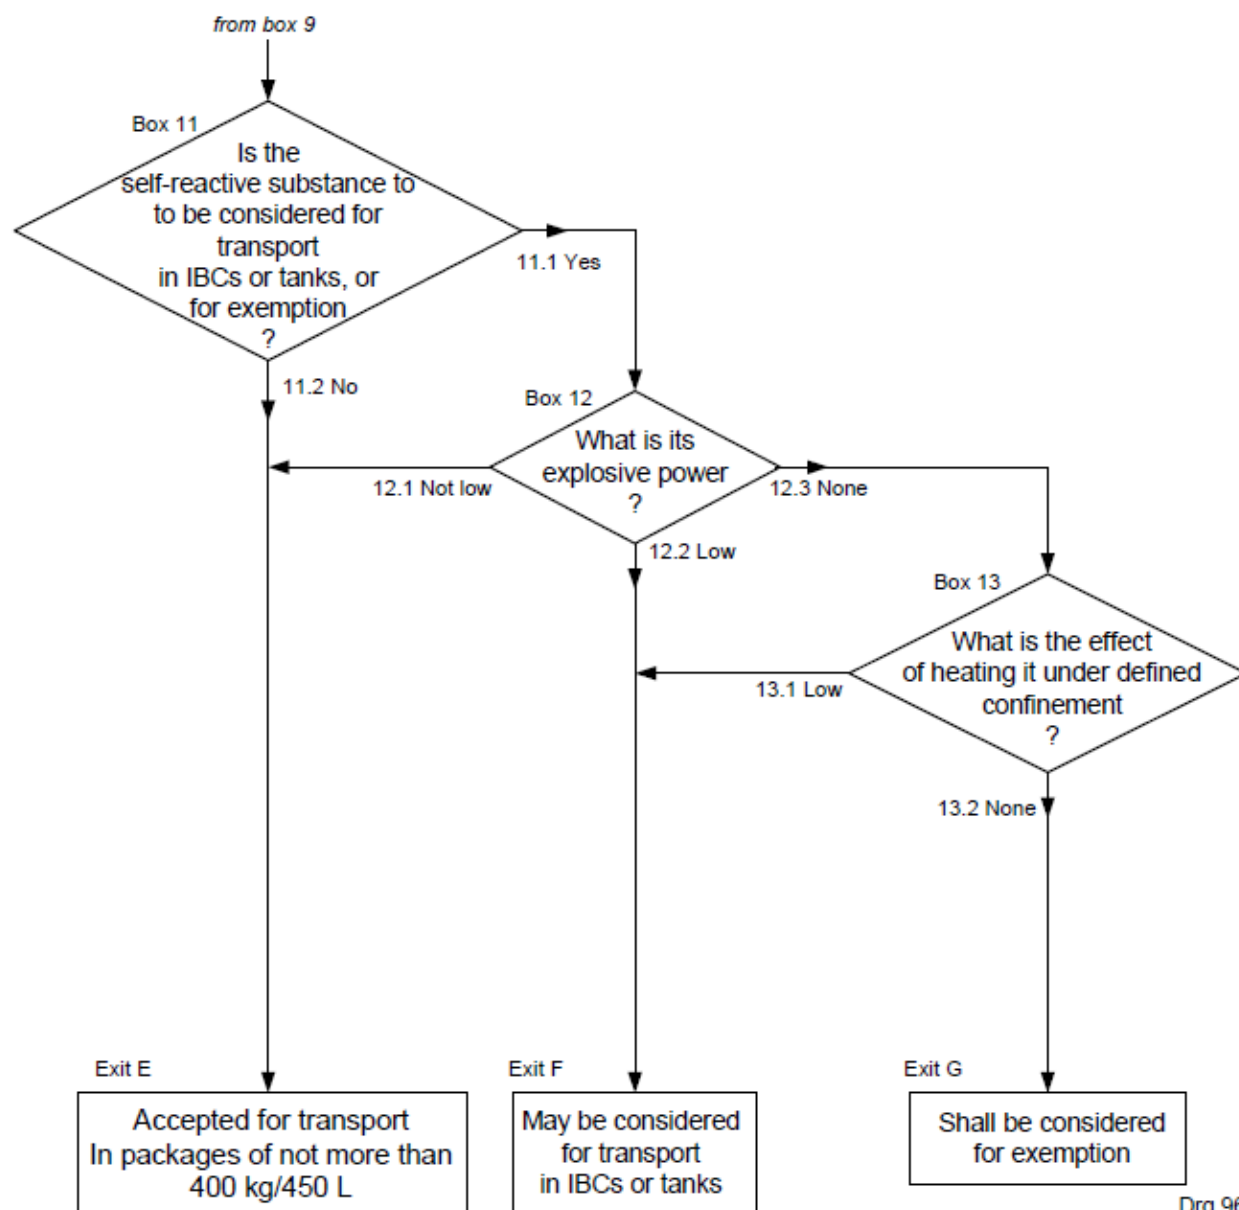 from box 9
Box 11
Is the
self-reactive substance to
to be considered for
transport
in IBCs or tanks, or
for exemption
?
11.1 Yes
11.2 No
Box 12
What is its
explosive power
?
12.1 Not low
12.3 None
12.2 Low
Box 13
What is the effect
of heating it under defined
confinement
?
13.1 Low
13.2 None
Exit E
Accepted for transport
In packages of not more than
400 kg/450 L
Exit F
May be considered
for transport
in IBCs or tanks
Exit G
Shall be considered
for exemption
Drg 96